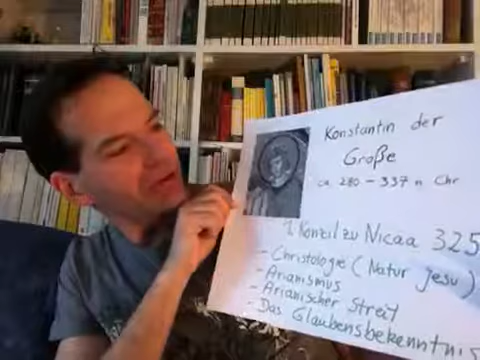 Konstantin der
Große
ca. 280 – 337 n Chr
1. Konzil zu Nicaa 325
- Christologie (Natur Jesu)
- Arianismus
- Arianischer Streit
- Das Glaubensbekenntnis